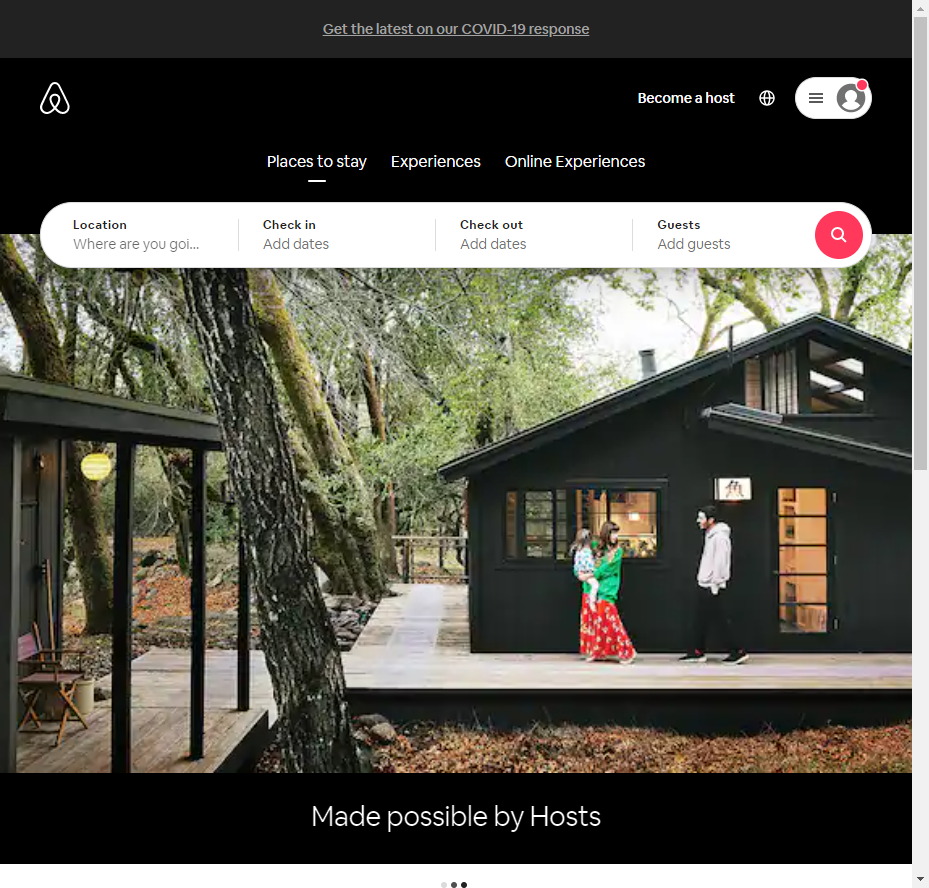 Get the latest on our COVID-19 response
Become a host
Places to stay
Experiences
Online Experiences
Location
Where are you goi...
Check in
Add dates
Check out
Add dates
Guests
Add guests
魚
Made possible by Hosts